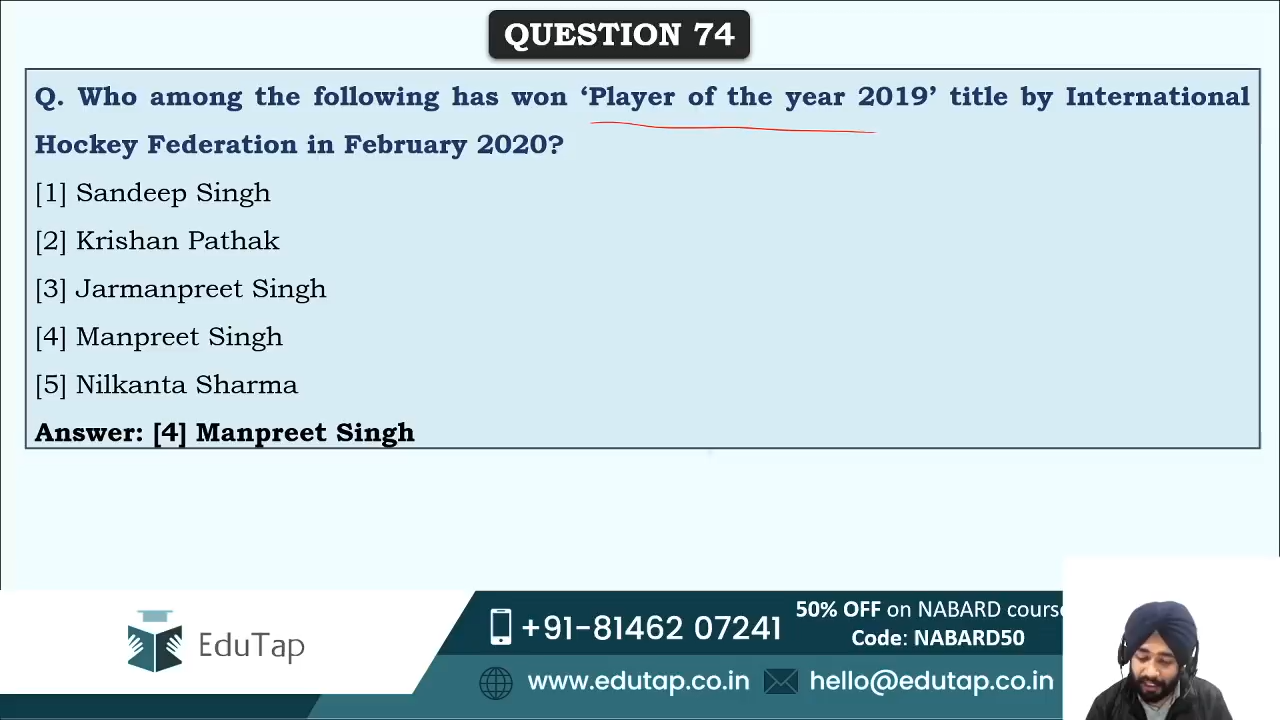 QUESTION 74
Q. Who among the following has won ‘Player of the year 2019’ title by International
Hockey Federation in February 2020?
[1] Sandeep Singh
[2] Krishan Pathak
[3] Jarmanpreet Singh
[4] Manpreet Singh
[5] Nilkanta Sharma
Answer: [4] Manpreet Singh
EduTap
+91-81462 07241
50% OFF on NABARD course
Code: NABARD50
www.edutap.co.in
hello@edutap.co.in